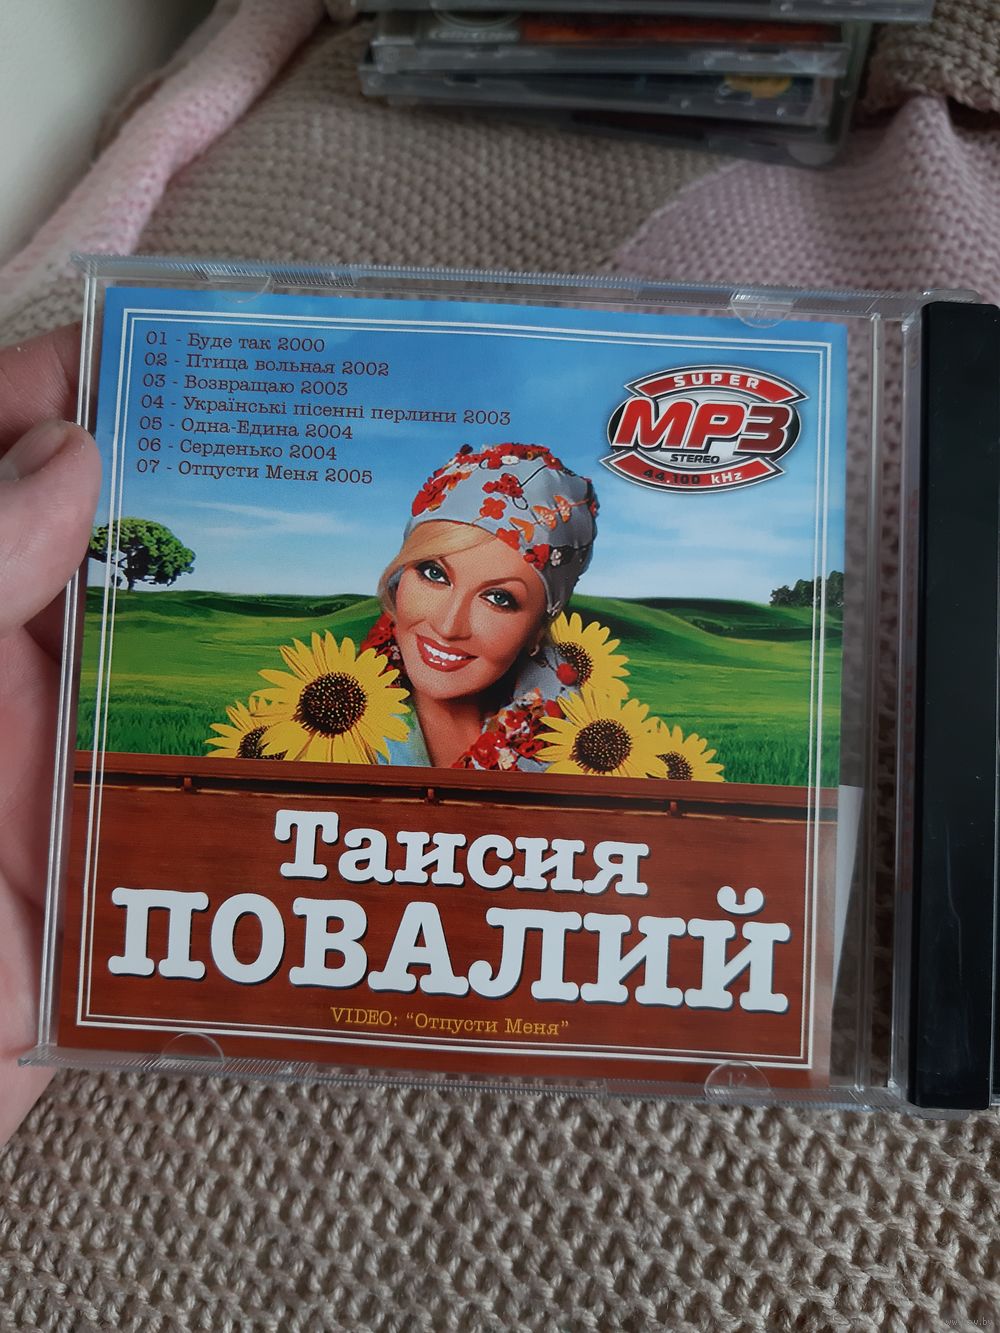 01 - Буде так 2000
02 - Птица вольная 2002
03 - Возвращаю 2003
04 - Українські пісенні перлини 2003
05 - Одна-Едина 2004
06 - Серденько 2004
07 - Отпусти Меня 2005
SUPER
MP3
STEREO
44.100 kHz
Таисия
ПОВАЛИЙ
VIDEO: "Отпусти Меня"